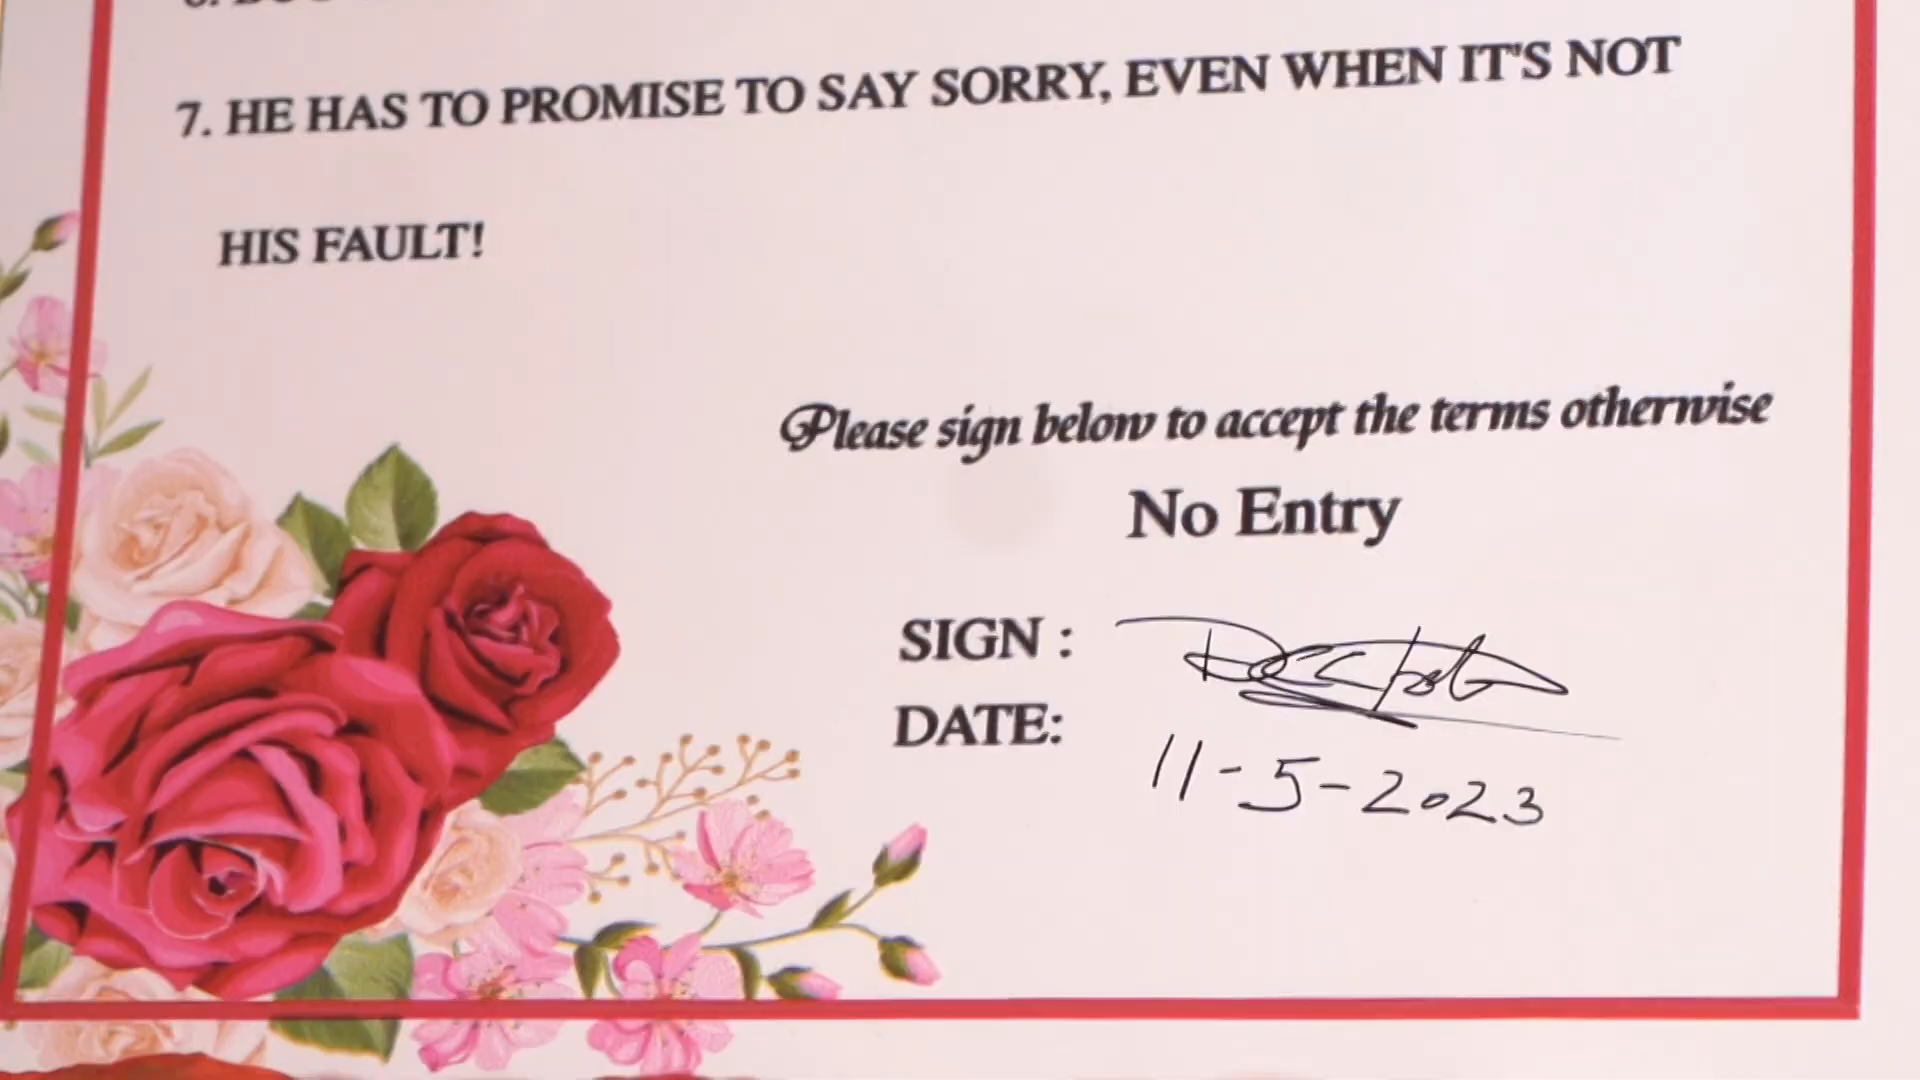 7. HE HAS TO PROMISE TO SAY SORRY, EVEN WHEN IT'S NOT
HIS FAULT!
Please sign below to accept the terms otherwise
No Entry
SIGN :
DATE:
11-5-2023